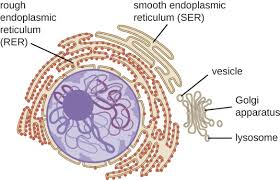 rough
endoplasmic
reticulum
(RER)
smooth endoplasmic
reticulum (SER)
vesicle
Golgi
apparatus
lysosome